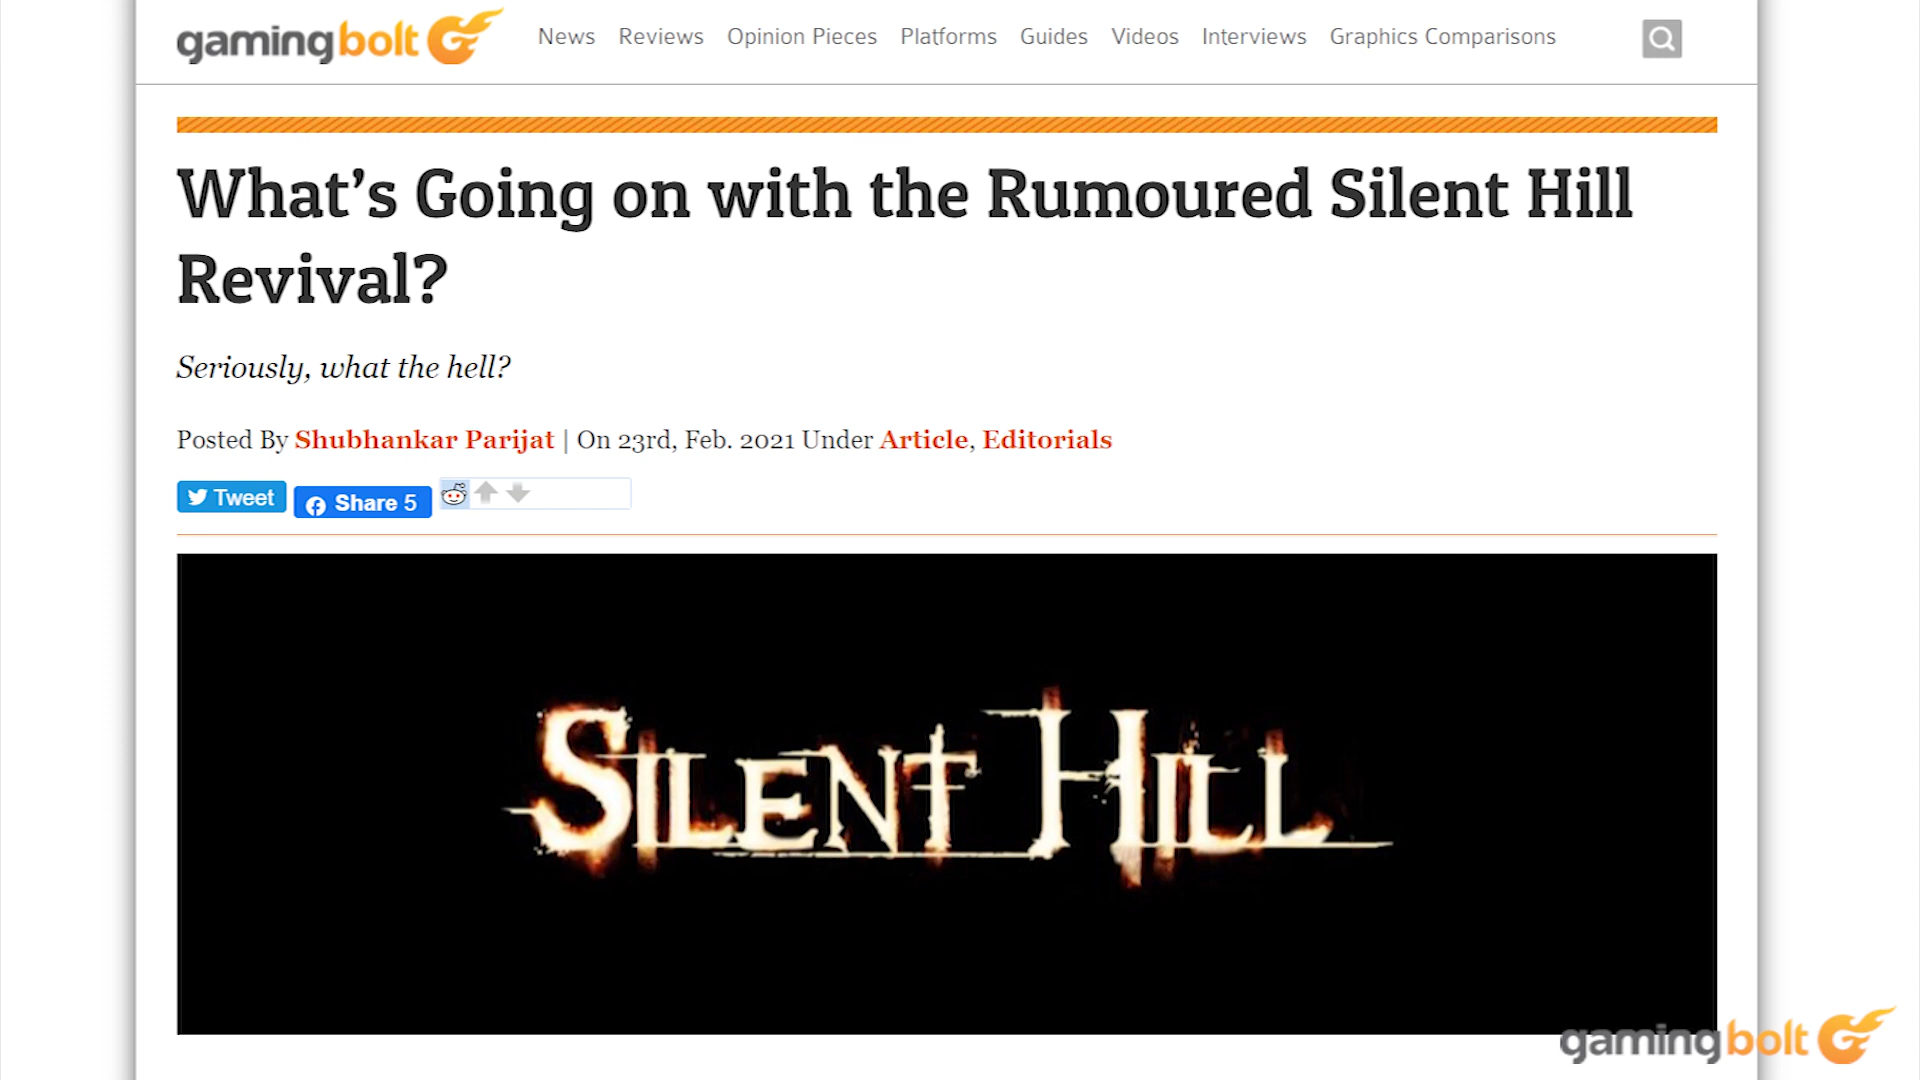 gamingbolt
News Reviews Opinion Pieces Platforms Guides Videos Interviews Graphics Comparisons
What's Going on with the Rumoured Silent Hill
Revival?
Seriously, what the hell?
Posted By Shubhankar Parijat | On 23rd, Feb. 2021 Under Article, Editorials
Tweet Share 5
SILENT HILL
gamingbolt